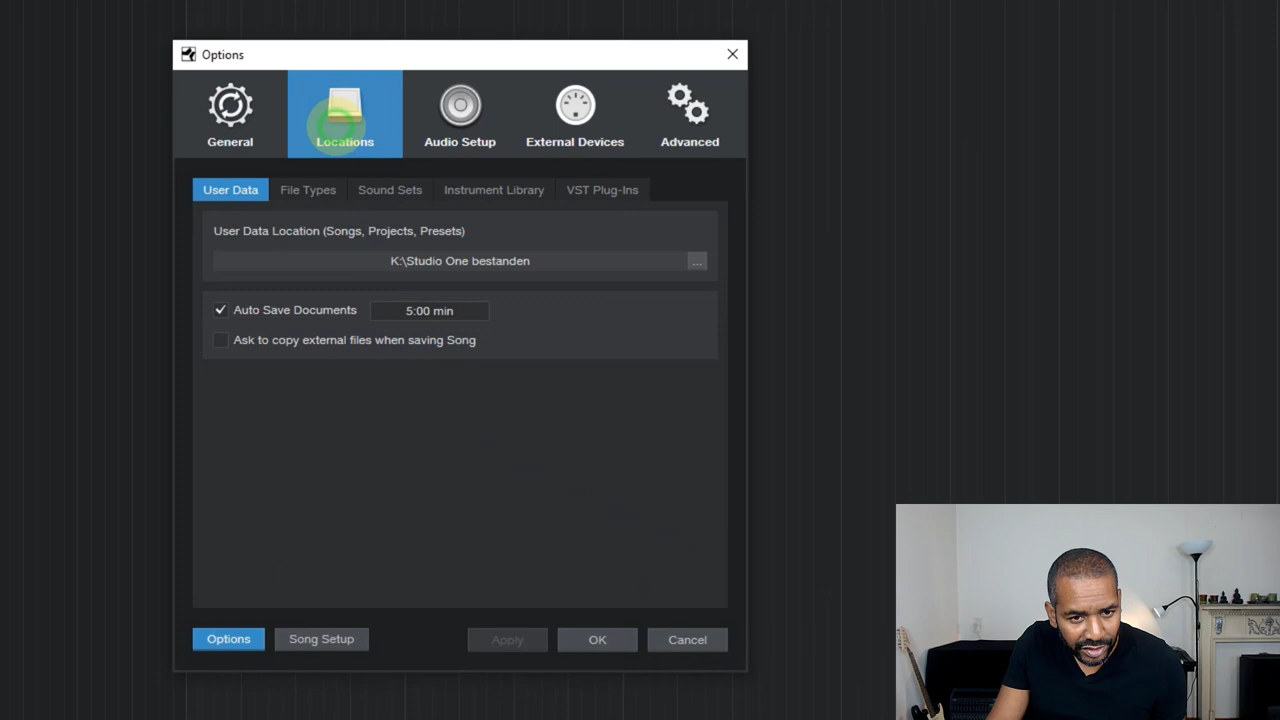 Options
General
Locations
Audio Setup
External Devices
Advanced
User Data
File Types
Sound Sets
Instrument Library
VST Plug-Ins
User Data Location (Songs, Projects, Presets)
K:\Studio One bestanden
...
Auto Save Documents
5:00 min
Ask to copy external files when saving Song
Options
Song Setup
Apply
OK
Cancel